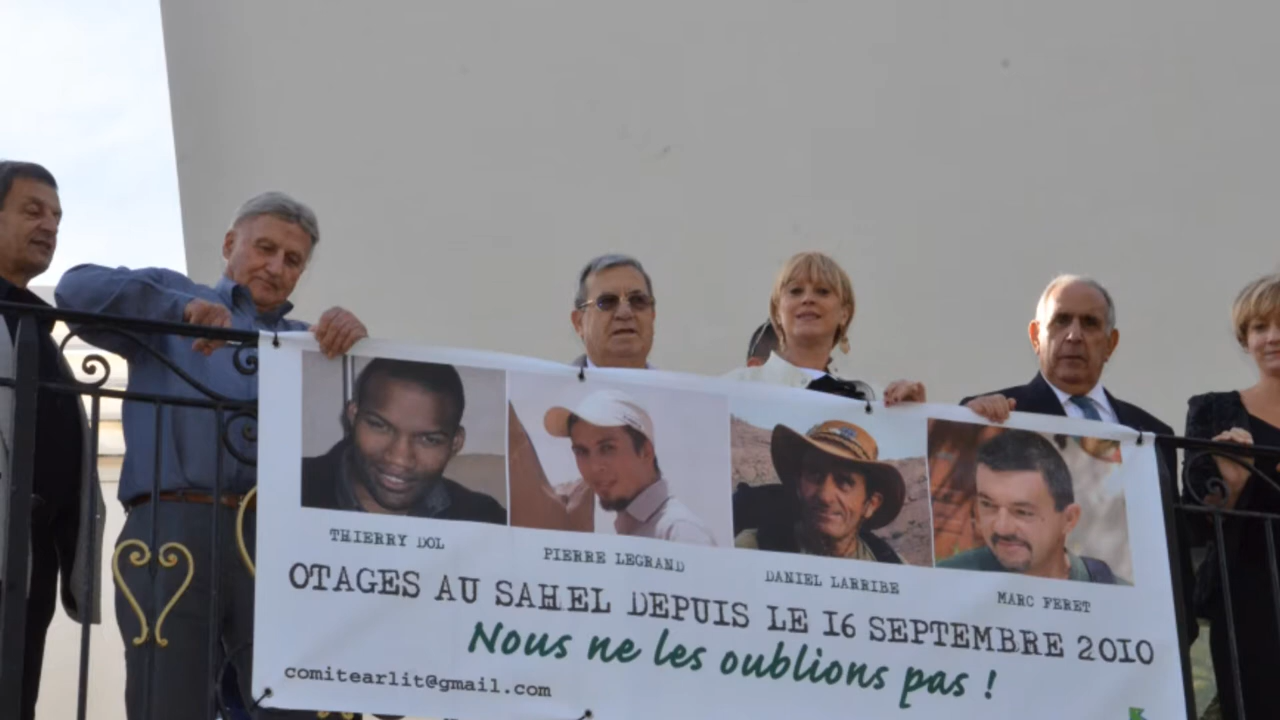 THIERRY DOL
PIERRE LEGRAND
DANIEL LARRIBE
MARC FERET
OTAGES AU SAHEL DEPUIS LE 16 SEPTEMBRE 2010
Nous ne les oublions pas !
comitearlit@gmail.com